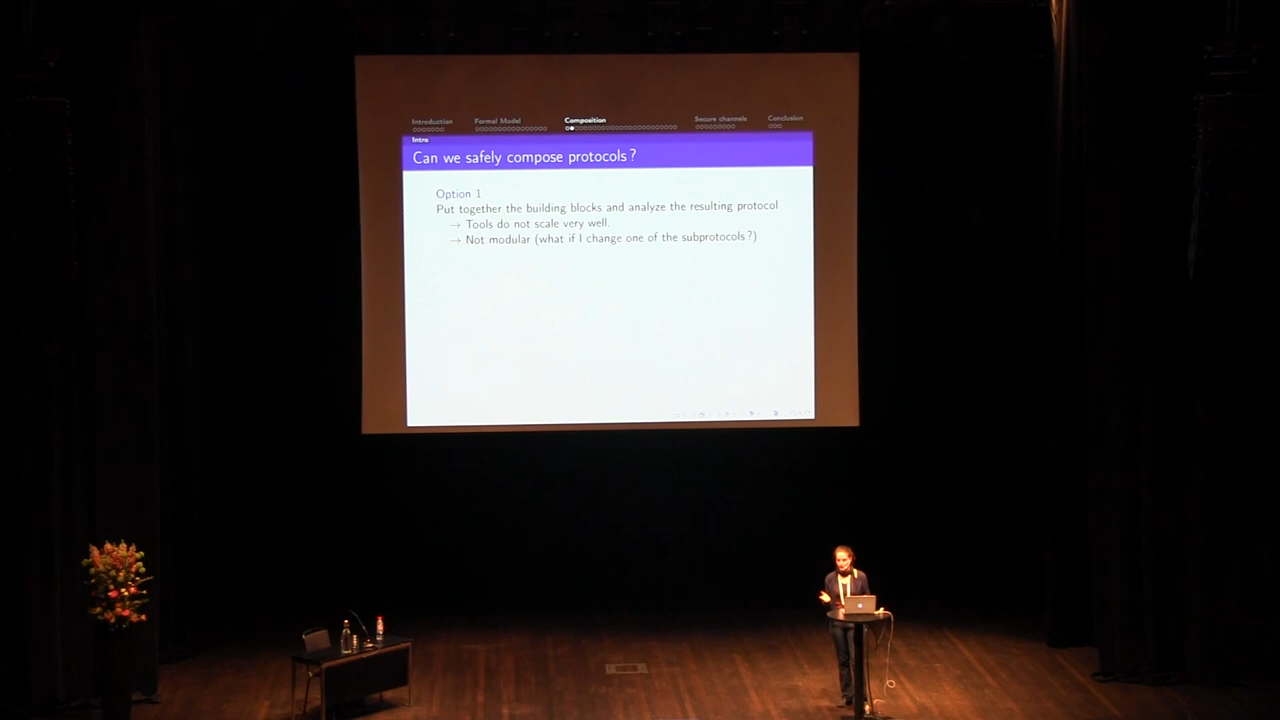 Introduction Formal Model Composition Secure channels Conclusion
Intro
Can we safely compose protocols ?
Option 1
Put together the building blocks and analyze the resulting protocol
→ Tools do not scale very well.
→ Not modular (what if I change one of the subprotocols ?)